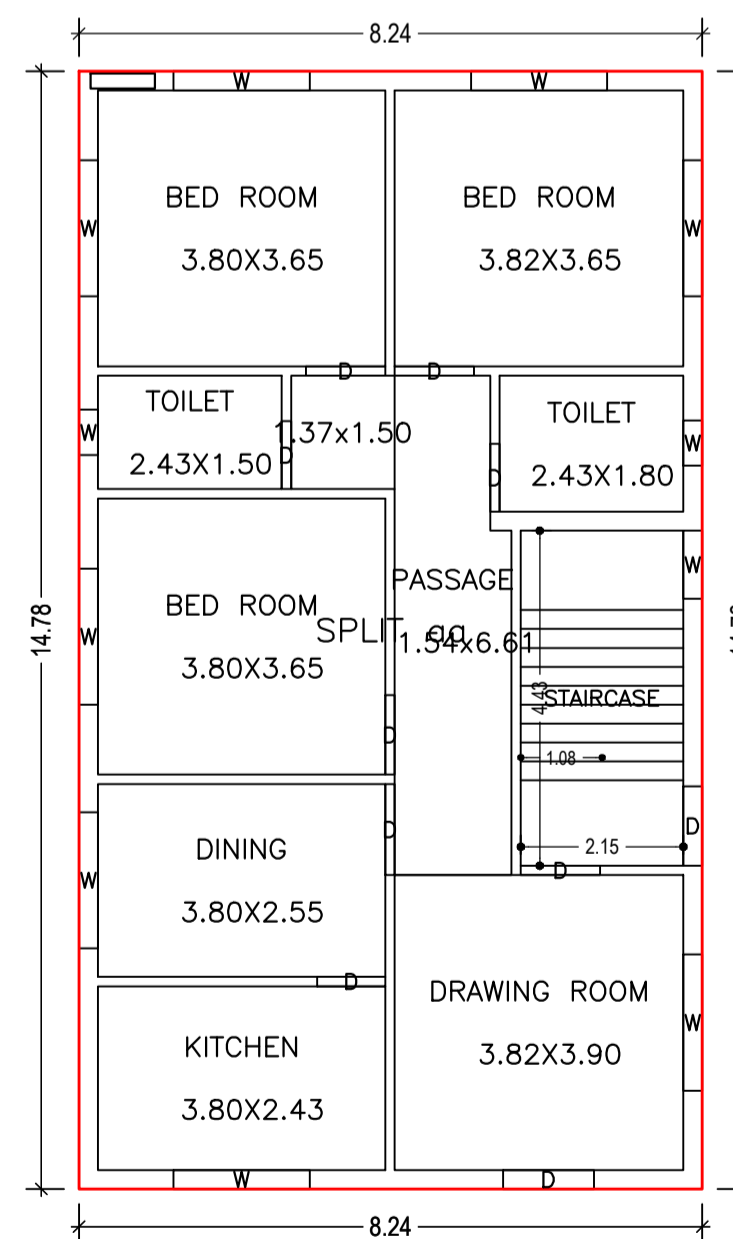 8.24
W W
BED ROOM
3.80X3.65
BED ROOM
3.82X3.65
W
W
14.78
D D
TOILET
2.43X1.50
1.37x1.50
TOILET
2.43X1.80
W
D
D
W
PASSAGE
1.54x6.61
SPLIT aa
BED ROOM
3.80X3.65
W
W
D
4.43
STAIRCASE
1.08
2.15
D
D
D
DINING
3.80X2.55
W
D
DRAWING ROOM
3.82X3.90
W
KITCHEN
3.80X2.43
W D
8.24